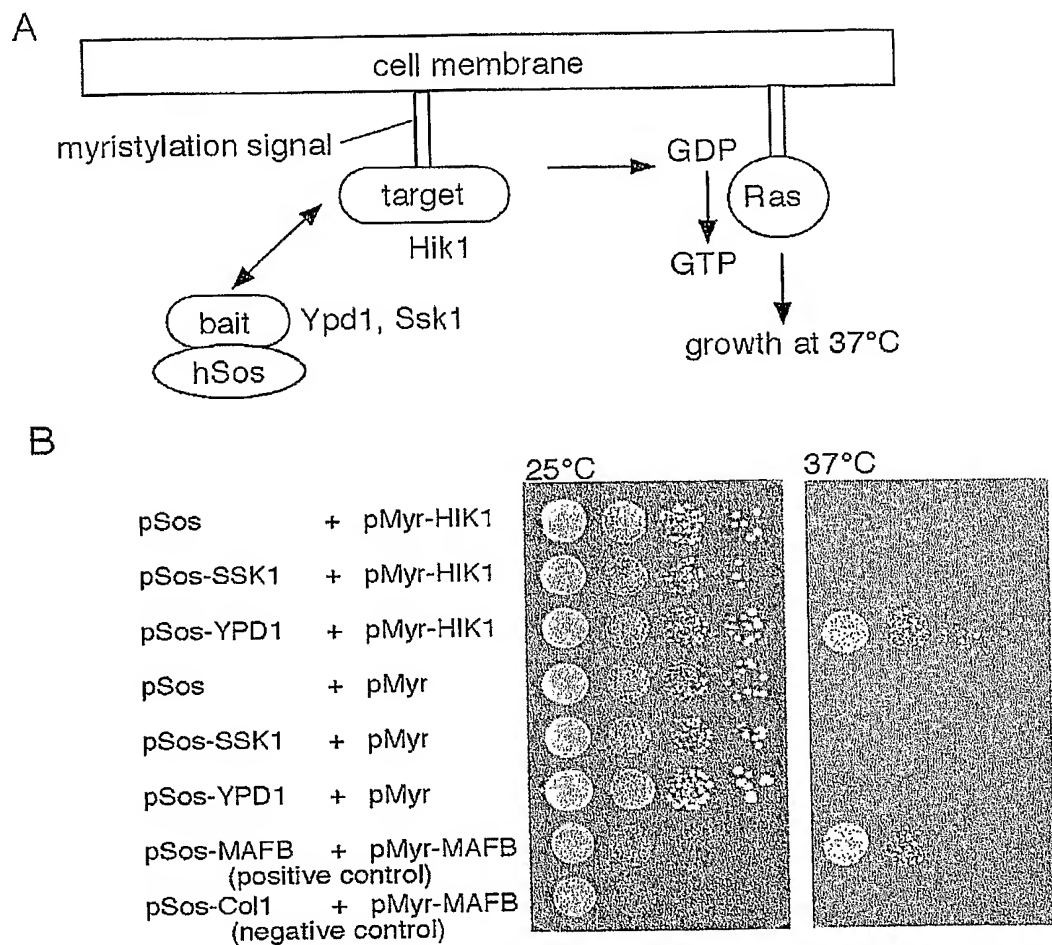 A
cell membrane
myristylation signal
target
Hik1
GDP
GTP
Ras
bait
Ypd1, Ssk1
hSos
growth at 37°C
B
25°C
37°C
pSos + pMyr-HIK1
pSos-SSK1 + pMyr-HIK1
pSos-YPD1 + pMyr-HIK1
pSos + pMyr
pSos-SSK1 + pMyr
pSos-YPD1 + pMyr
pSos-MAFB + pMyr-MAFB
(positive control)
pSos-Col1 + pMyr-MAFB
(negative control)